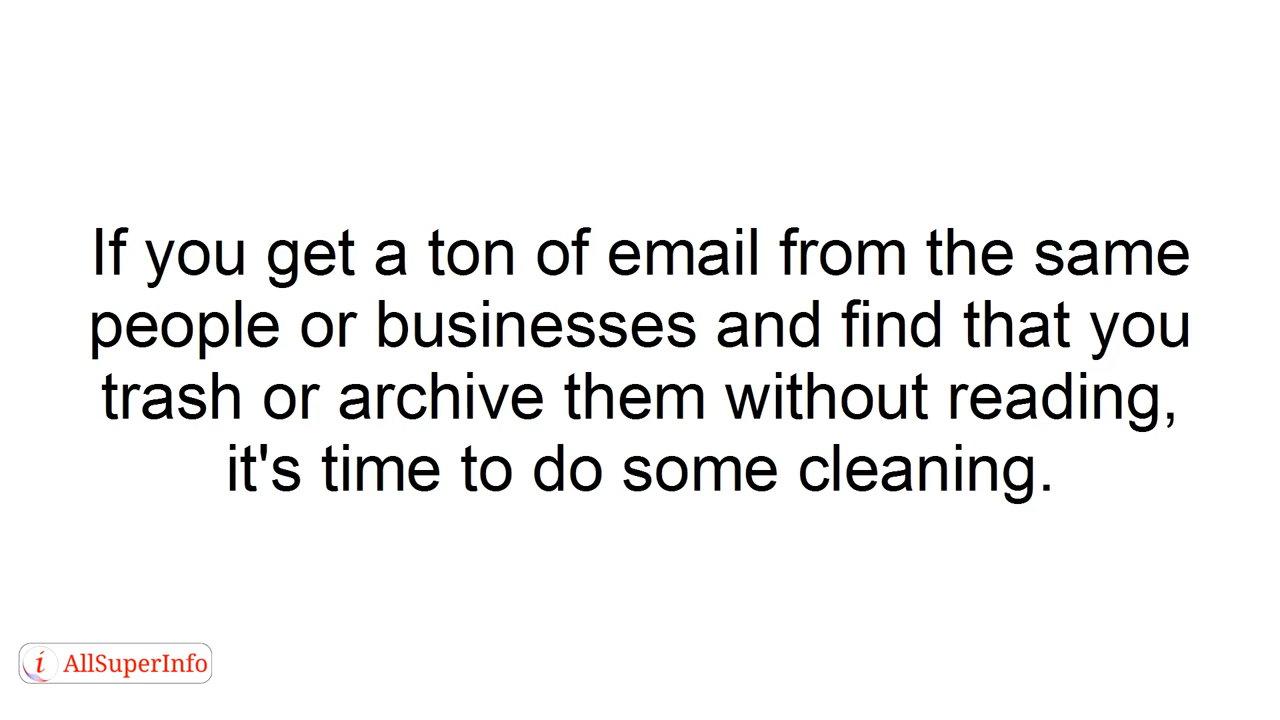 If you get a ton of email from the same
people or businesses and find that you
trash or archive them without reading,
it's time to do some cleaning.
i AllSuperInfo